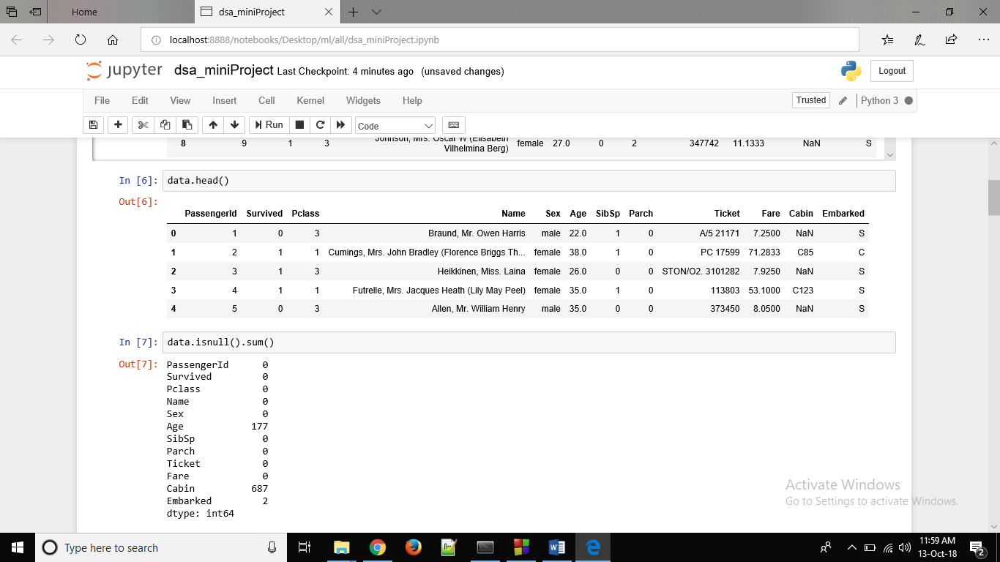 Home
dsa_miniProject
localhost:8888/notebooks/Desktop/ml/all/dsa_miniProject.ipynb
jupyter dsa_miniProject Last Checkpoint: 4 minutes ago (unsaved changes)
Logout
File Edit View Insert Cell Kernel Widgets Help
Trusted Python 3
Run Code
8 9 1 3 Johnson, Mrs. Oscar W (Elisabeth
Vilhelmina Berg) female 27.0 0 2 347742 11.1333 NaN S
In [6]: data.head()
Out[6]:
PassengerId Survived Pclass Name Sex Age SibSp Parch Ticket Fare Cabin Embarked
0 1 0 3 Braund, Mr. Owen Harris male 22.0 1 0 A/5 21171 7.2500 NaN S
1 2 1 1 Cumings, Mrs. John Bradley (Florence Briggs Th... female 38.0 1 0 PC 17599 71.2833 C85 C
2 3 1 3 Heikkinen, Miss. Laina female 26.0 0 0 STON/O2. 3101282 7.9250 NaN S
3 4 1 1 Futrelle, Mrs. Jacques Heath (Lily May Peel) female 35.0 1 0 113803 53.1000 C123 S
4 5 0 3 Allen, Mr. William Henry male 35.0 0 0 373450 8.0500 NaN S
In [7]: data.isnull().sum()
Out[7]: PassengerId 0
Survived 0
Pclass 0
Name 0
Sex 0
Age 177
SibSp 0
Parch 0
Ticket 0
Fare 0
Cabin 687
Embarked 2
dtype: int64
Activate Windows
Go to Settings to activate Windows.
Type here to search
11:59 AM
13-Oct-18
2